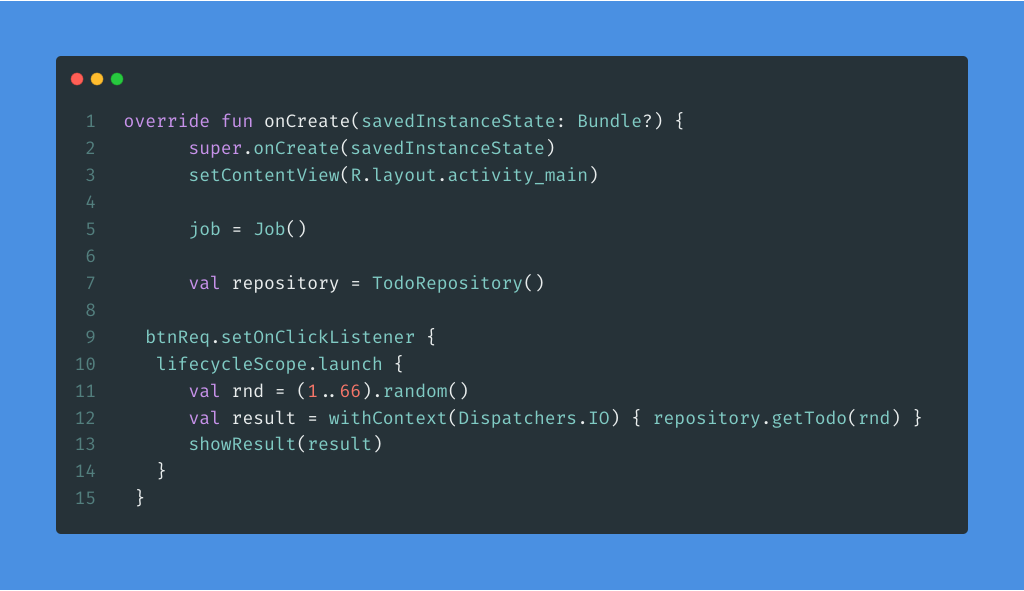 1 override fun onCreate(savedInstanceState: Bundle?) {
2 super.onCreate(savedInstanceState)
3 setContentView(R.layout.activity_main)
4
5 job = Job()
6
7 val repository = TodoRepository()
8
9 btnReq.setOnClickListener {
10 lifecycleScope.launch {
11 val rnd = (1..66).random()
12 val result = withContext(Dispatchers.IO) { repository.getTodo(rnd) }
13 showResult(result)
14 }
15 }